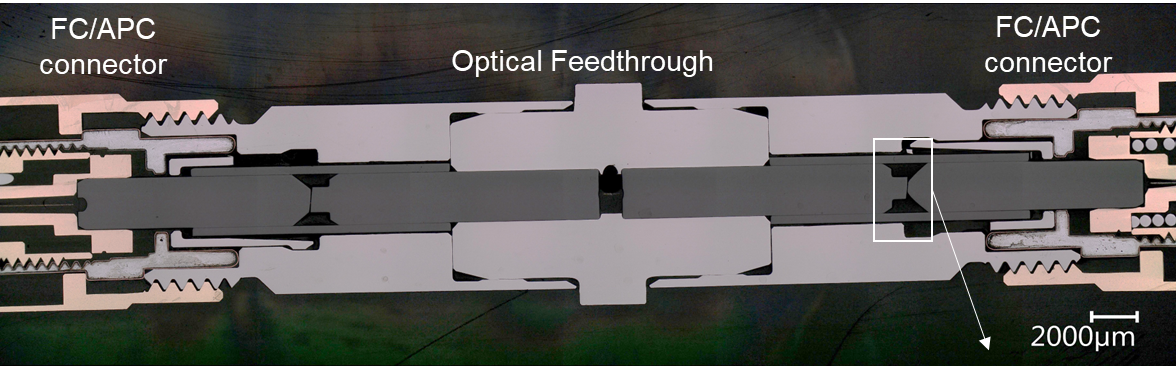 FC/APC
connector
Optical Feedthrough
FC/APC
connector
2000µm